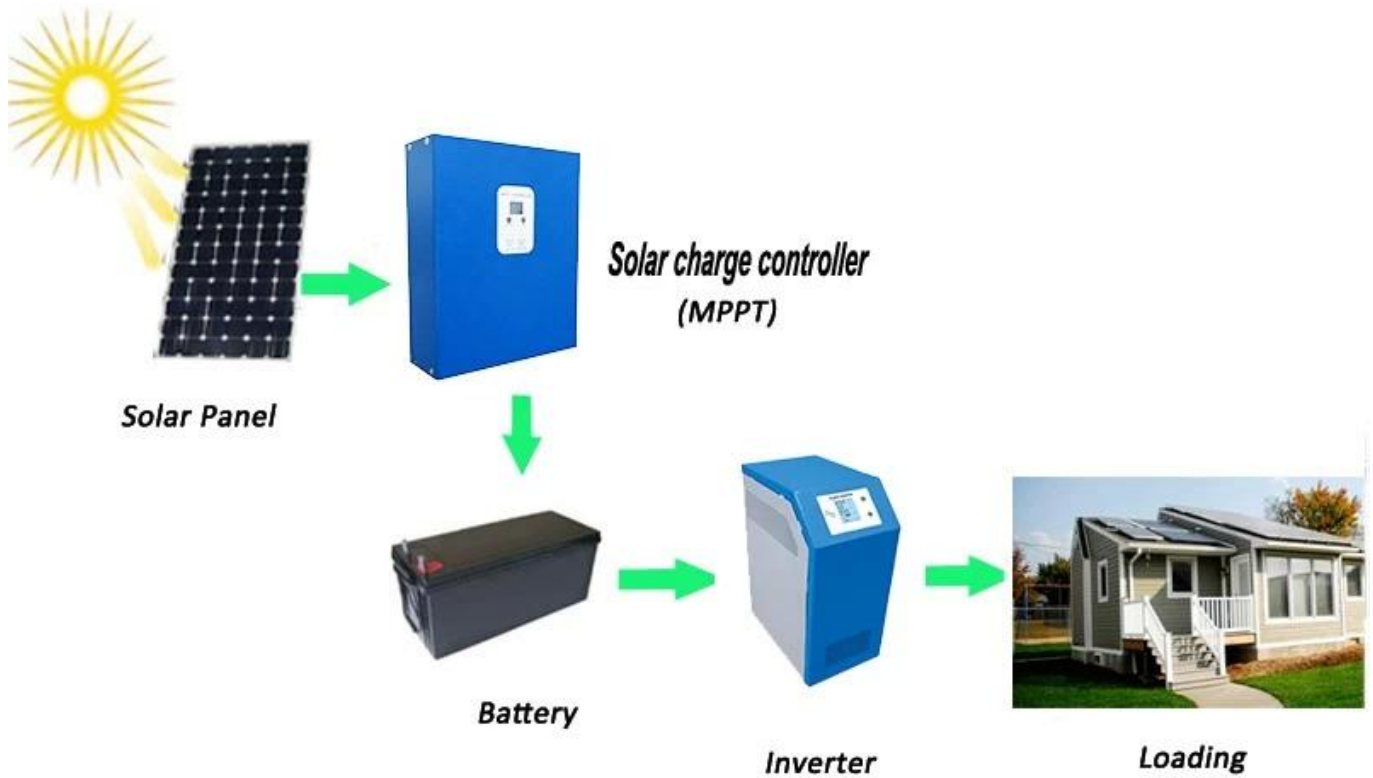 Solar charge controller
(MPPT)
Solar Panel
Battery
Inverter
Loading